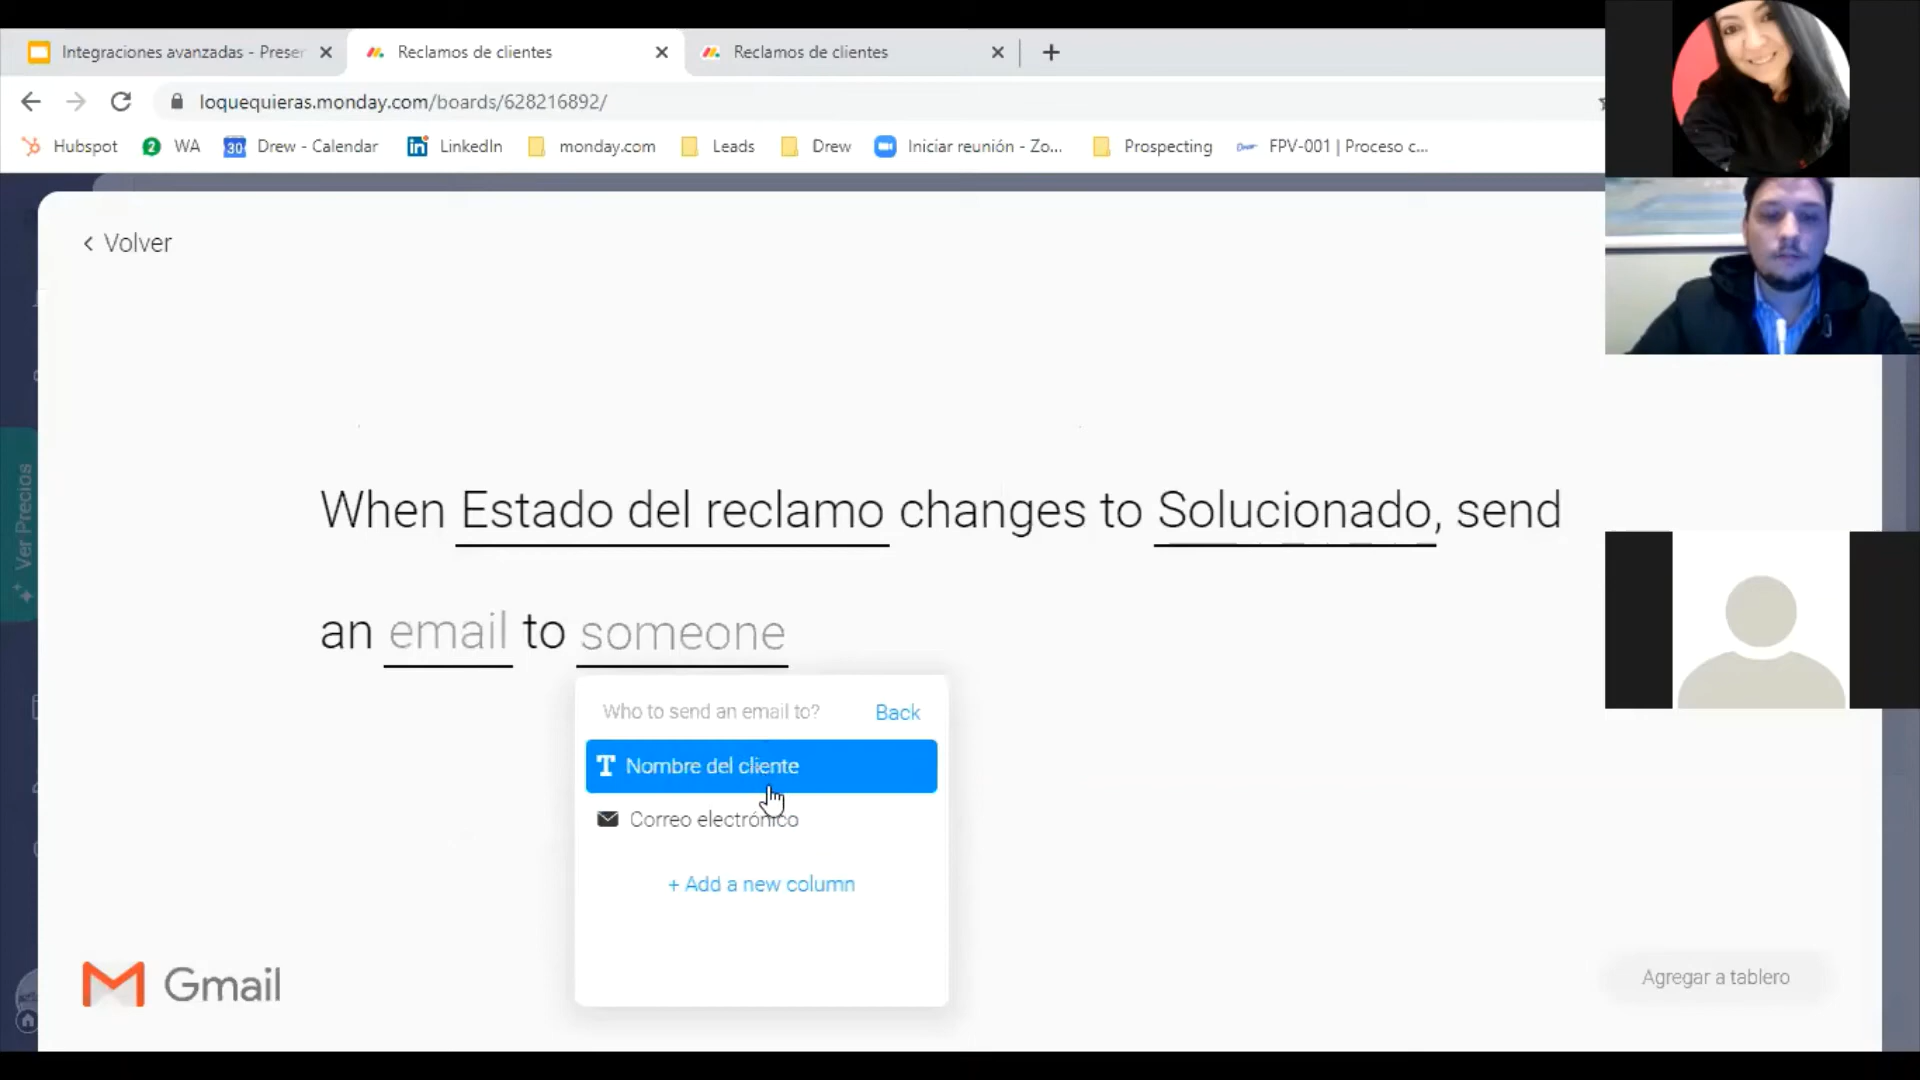 Integraciones avanzadas - Preser
Reclamos de clientes
Reclamos de clientes
loquequieras.monday.com/boards/628216892/
Hubspot
2
WA
30
Drew - Calendar
in
LinkedIn
monday.com
Leads
Drew
Iniciar reunión - Zo...
Prospecting
FPV-001 | Proceso c...
Volver
Ver Precios
When Estado del reclamo changes to Solucionado, send
an email to someone
Who to send an email to?
Back
T Nombre del cliente
Correo electrónico
+ Add a new column
Gmail
Agregar a tablero